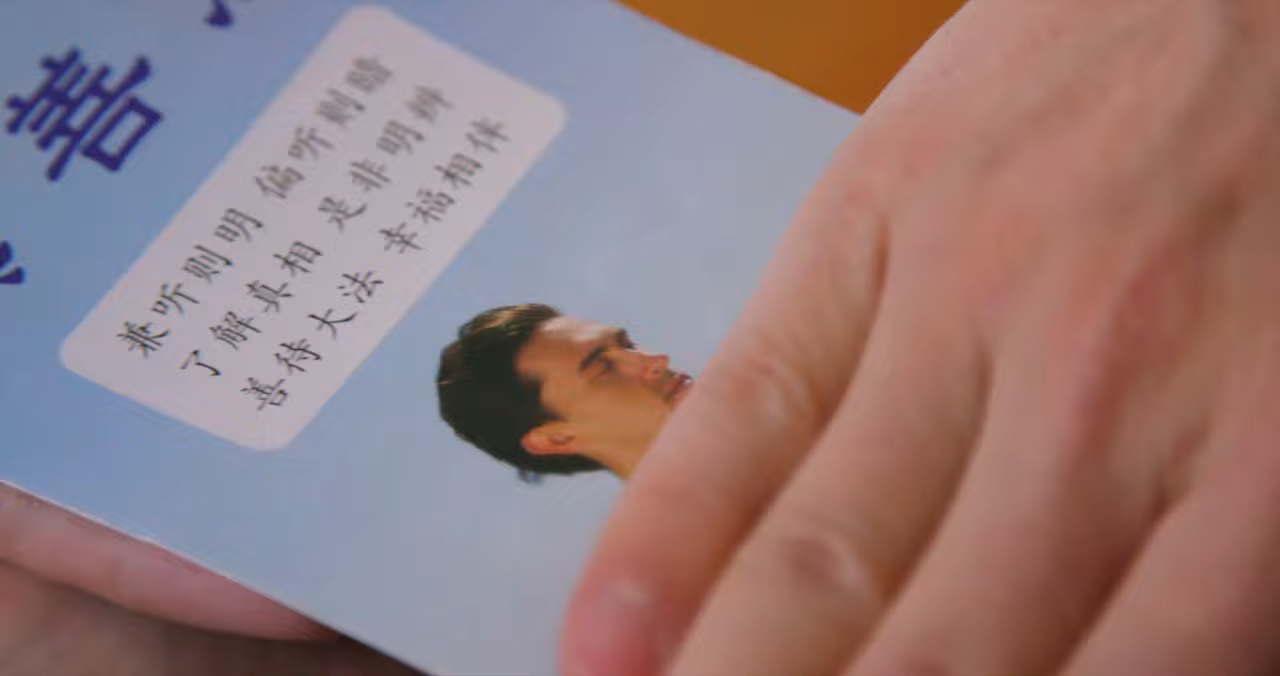 善
兼听则明 偏听则暗
了解真相 是非明辨
善待大法 幸福相伴